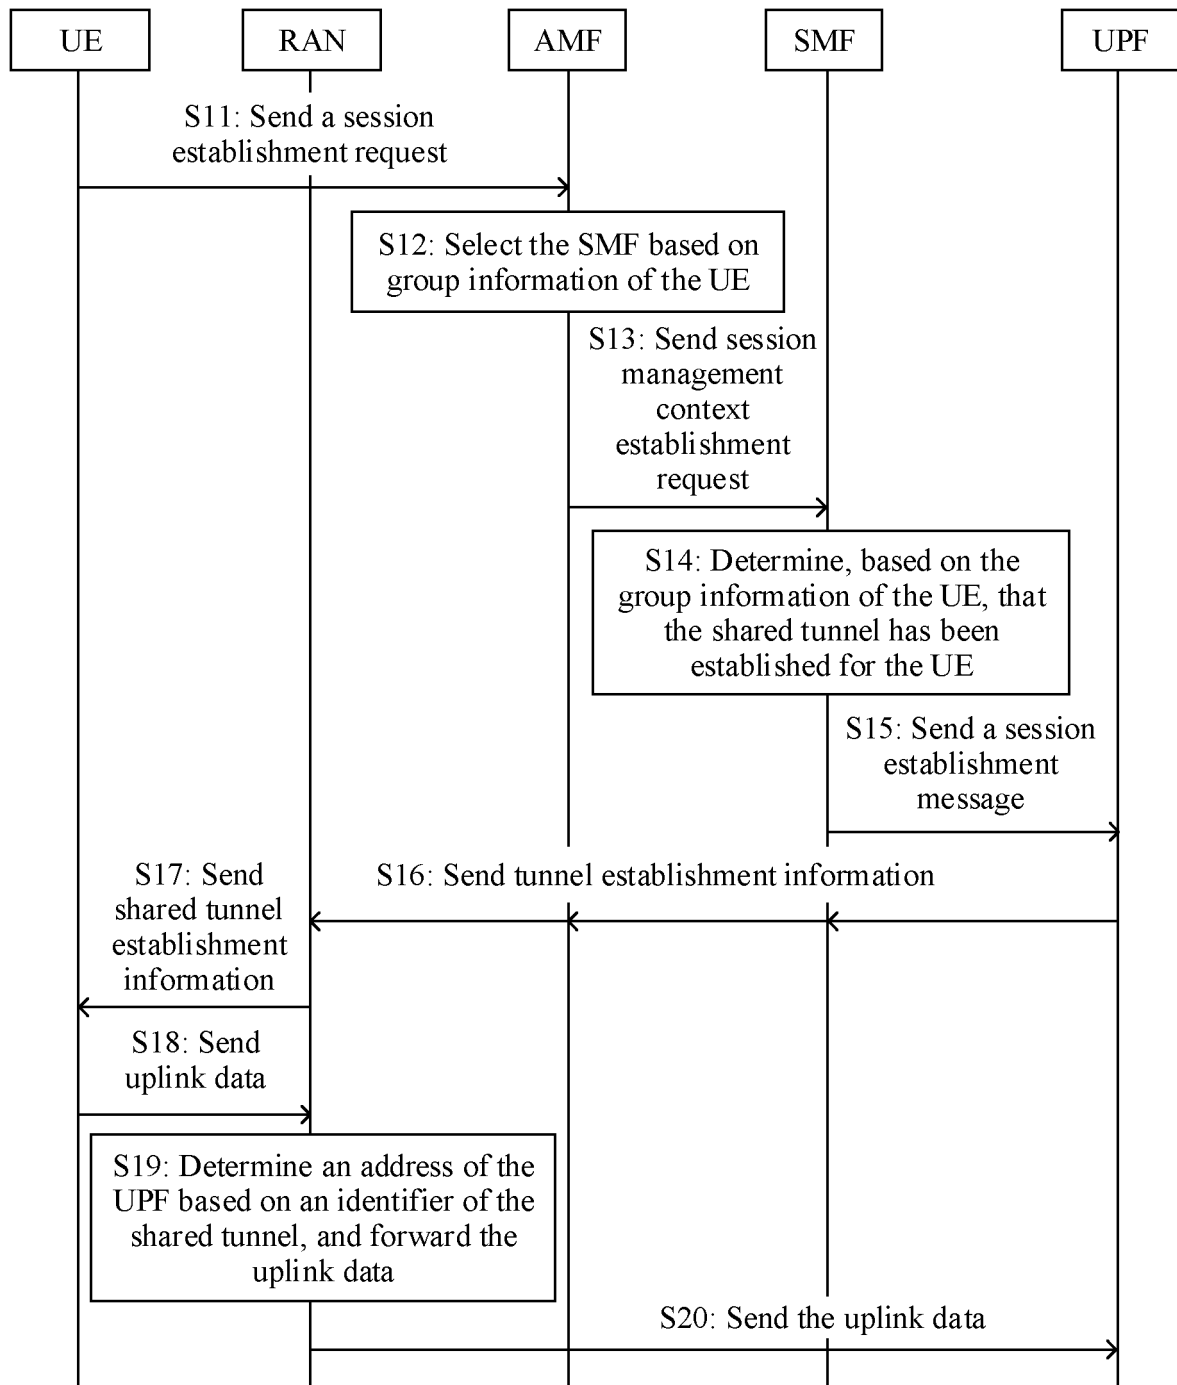 UE
RAN
AMF
SMF
UPF
S11: Send a session
establishment request
S12: Select the SMF based on
group information of the UE
S13: Send session
management
context
establishment
request
S14: Determine, based on the
group information of the UE, that
the shared tunnel has been
established for the UE
S15: Send a session
establishment
message
S16: Send tunnel establishment information
S17: Send
shared tunnel
establishment
information
S18: Send
uplink data
S19: Determine an address of the
UPF based on an identifier of the
shared tunnel, and forward the
uplink data
S20: Send the uplink data